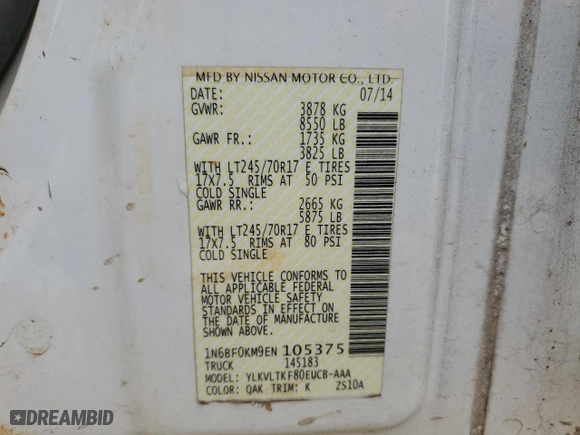 MFD BY NISSAN MOTOR CO., LTD.
DATE: 07/14
GVWR: 3878 KG
8550 LB
GAWR FR.: 1735 KG
3825 LB
WITH LT245/70R17 E TIRES
17X7.5 RIMS AT 50 PSI
COLD SINGLE
GAWR RR.: 2665 KG
5875 LB
WITH LT245/70R17 E TIRES
17X7.5 RIMS AT 80 PSI
COLD SINGLE
THIS VEHICLE CONFORMS TO
ALL APPLICABLE FEDERAL
MOTOR VEHICLE SAFETY
STANDARDS IN EFFECT ON
THE DATE OF MANUFACTURE
SHOWN ABOVE.
1N6BF0KM9EN 105375
TRUCK 145183
MODEL: YLKVLTKF80EUCB-AAA
COLOR: QAK TRIM: K ZS10A